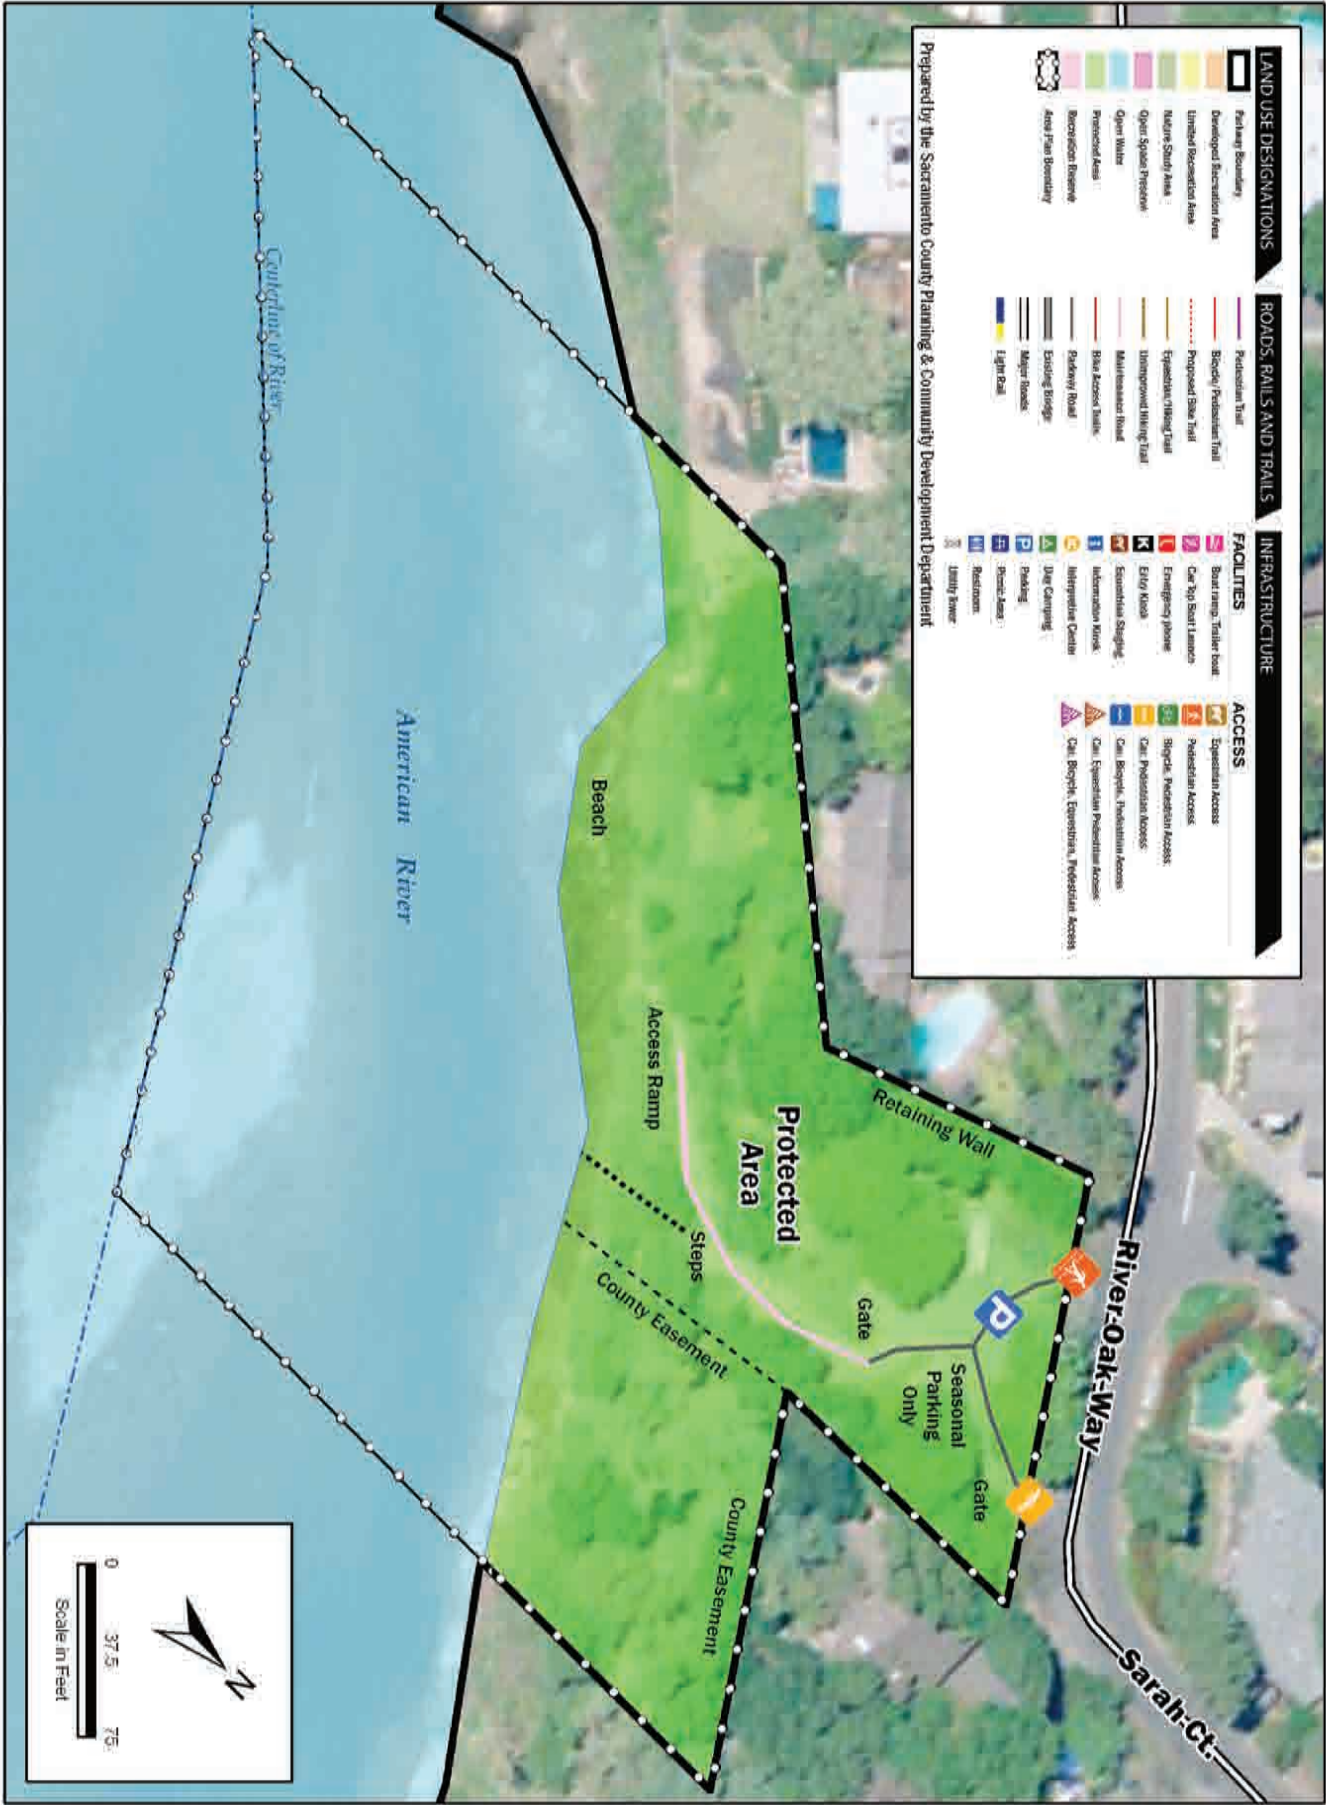 LAND USE DESIGNATIONS
Parkway Boundary
Developed Recreation Area
Limited Recreation Area
Nature Study Area
Open Space Preserve
Open Water
Protected Area
Recreation Reserve
Area Plan Boundary
ROADS, RAILS AND TRAILS
Pedestrian Trail
Bicycle/Pedestrian Trail
Proposed Bike Trail
Equestrian/Hiking Trail
Unimproved Hiking Trail
Maintenance Road
Bike Access Trails
Parkway Road
Existing Bridge
Major Roads
Light Rail
INFRASTRUCTURE
FACILITIES
Boat ramp, Trailer boat
Car Top Boat Launch
Emergency phone
Entry Kiosk
Equestrian Staging
Information Kiosk
Interpretive Center
Day Camping
Parking
Picnic Area
Restroom
Utility Tower
ACCESS
Equestrian Access
Pedestrian Access
Bicycle, Pedestrian Access
Car, Pedestrian Access
Car, Bicycle, Pedestrian Access
Car, Equestrian Pedestrian Access
Car, Bicycle, Equestrian, Pedestrian Access
Prepared by the Sacramento County Planning & Community Development Department
River-Oak-Way
Sarah-Ct.
Retaining Wall
P
Seasonal
Parking
Only
Gate
Gate
Protected
Area
Access Ramp
Steps
County Easement
County Easement
Beach
American River
Centerline of River
N
0 37.5 75
Scale in Feet